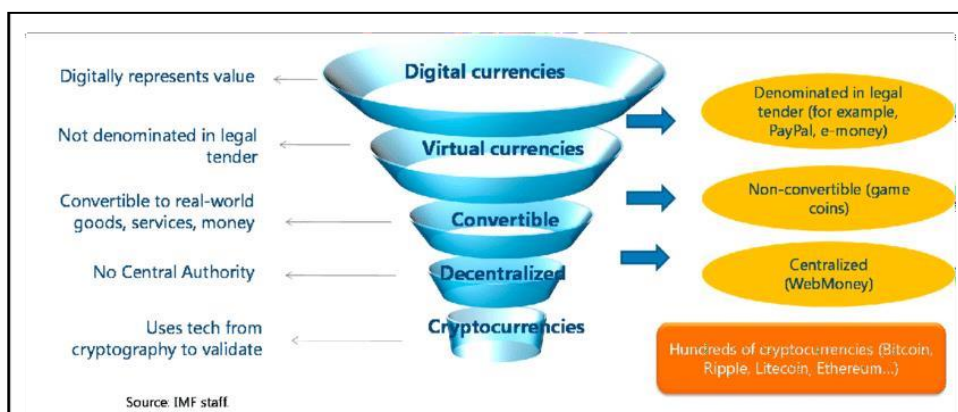 Digitally represents value
Digital currencies
Denominated in legal
tender (for example,
PayPal, e-money)
Not denominated in legal
tender
Virtual currencies
Convertible to real-world
goods, services, money
Convertible
Non-convertible (game
coins)
No Central Authority
Decentralized
Centralized
(WebMoney)
Uses tech from
cryptography to validate
Cryptocurrencies
Hundreds of cryptocurrencies (Bitcoin,
Ripple, Litecoin, Ethereum...)
Source: IMF staff.